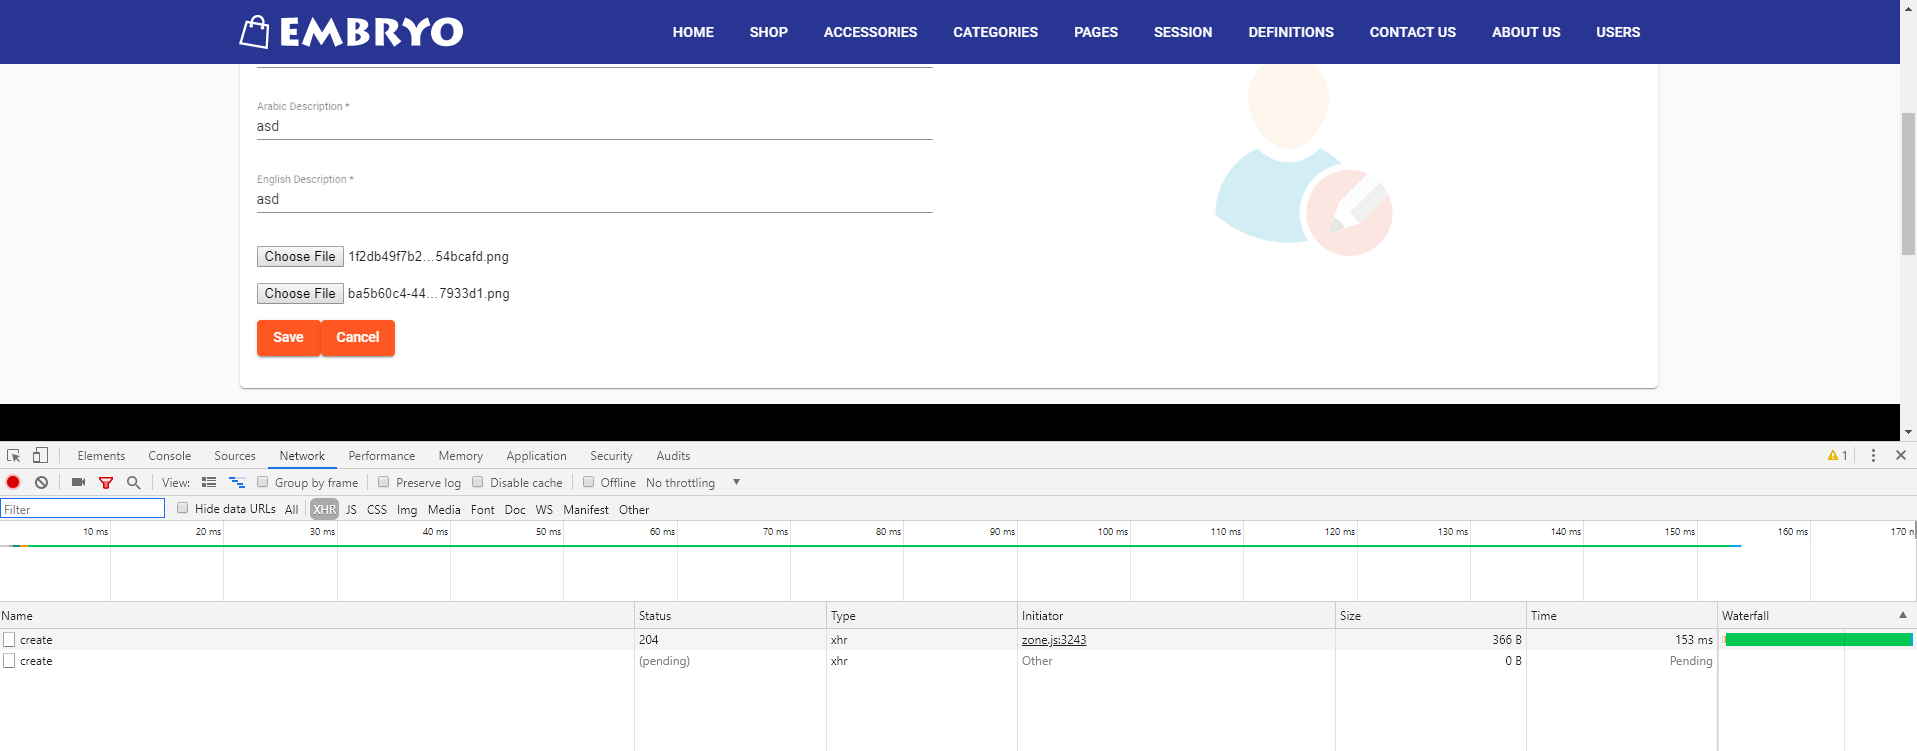 EMBRYO HOME SHOP ACCESSORIES CATEGORIES PAGES SESSION DEFINITIONS CONTACT US ABOUT US USERS
Arabic Description *
asd
English Description *
asd
Choose File 1f2db49f7b2...54bcafd.png
Choose File ba5b60c4-44...7933d1.png
Save Cancel
Elements Console Sources Network Performance Memory Application Security Audits 1
View: Group by frame Preserve log Disable cache Offline No throttling
Filter Hide data URLs All XHR JS CSS Img Media Font Doc WS Manifest Other
10 ms 20 ms 30 ms 40 ms 50 ms 60 ms 70 ms 80 ms 90 ms 100 ms 110 ms 120 ms 130 ms 140 ms 150 ms 160 ms 170 n
Name Status Type Initiator Size Time Waterfall
create 204 xhr zone.js:3243 366 B 153 ms
create (pending) xhr Other 0 B Pending